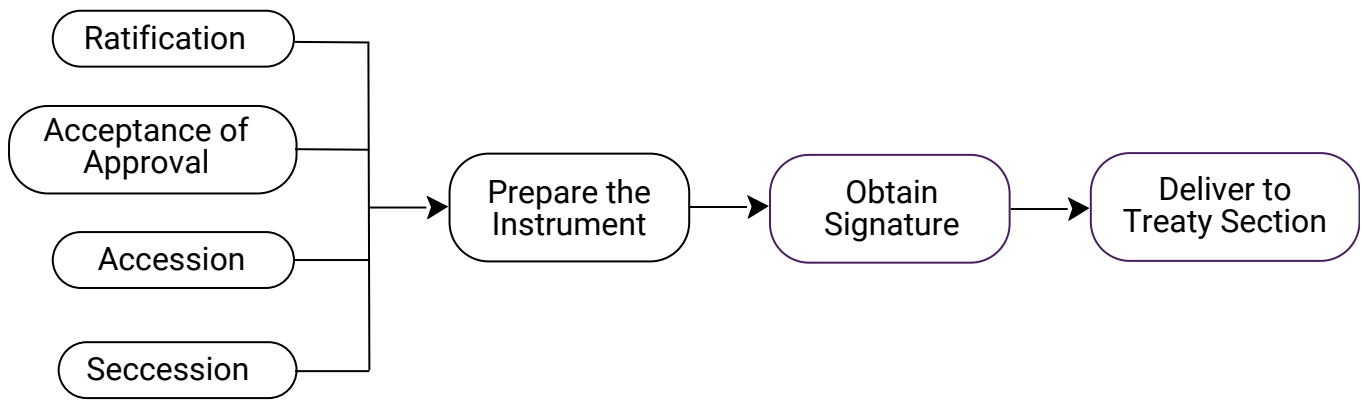 Ratification
Acceptance of
Approval
Accession
Seccession
Prepare the
Instrument
Obtain
Signature
Deliver to
Treaty Section